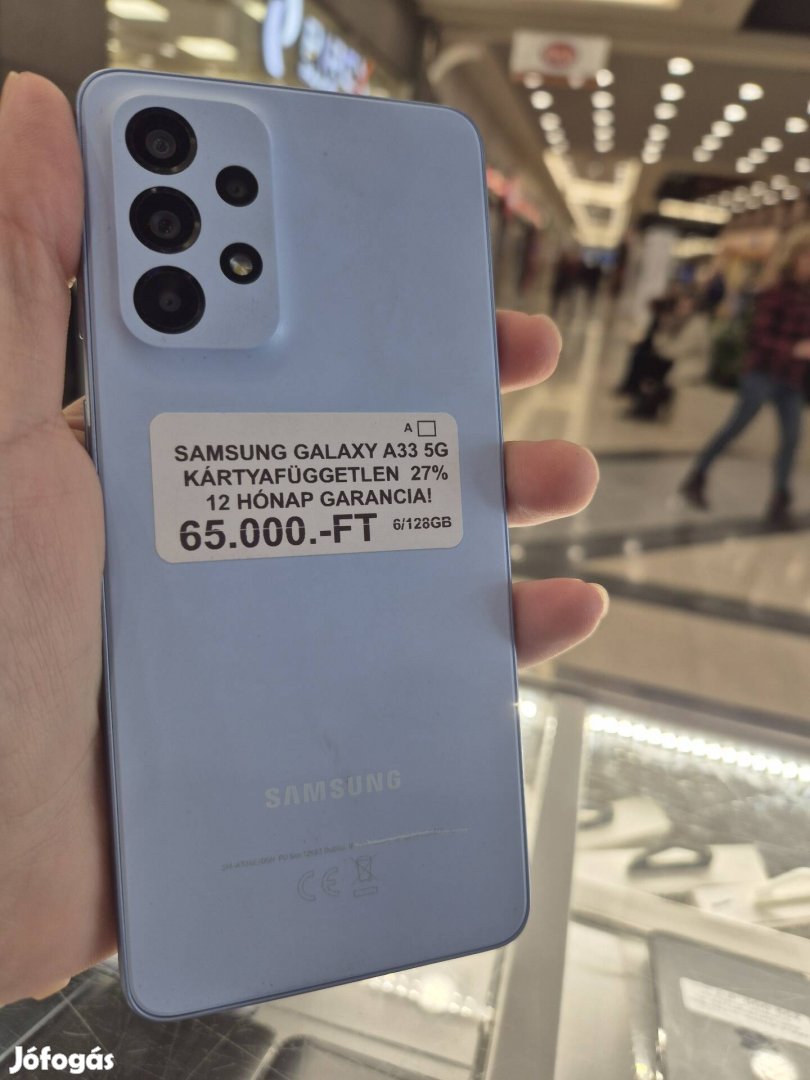 A
SAMSUNG GALAXY A33 5G
KÁRTYAFÜGGETLEN 27%
12 HÓNAP GARANCIA!
65.000.-FT 6/128GB
SAMSUNG
CE
Jófogás